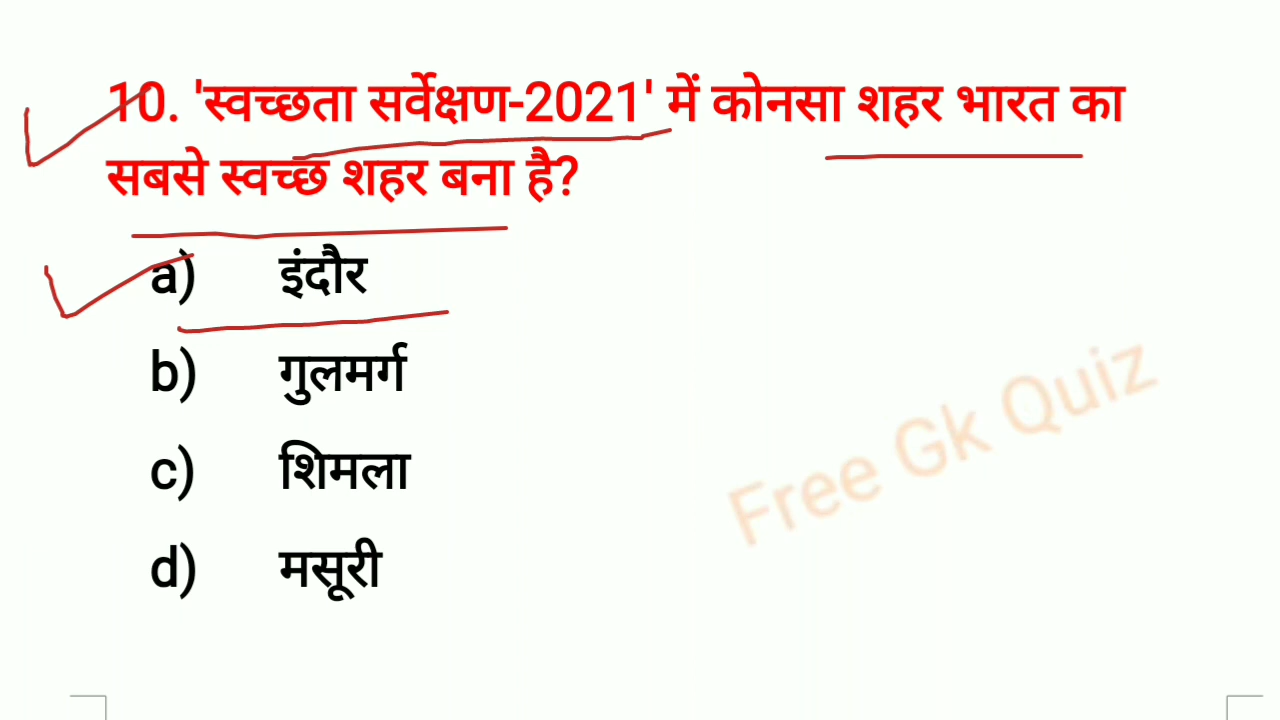 10. 'स्वच्छता सर्वेक्षण-2021' में कोनसा शहर भारत का
सबसे स्वच्छ शहर बना है?
a) इंदौर
b) गुलमर्ग
c) शिमला
d) मसूरी
Free Gk Quiz